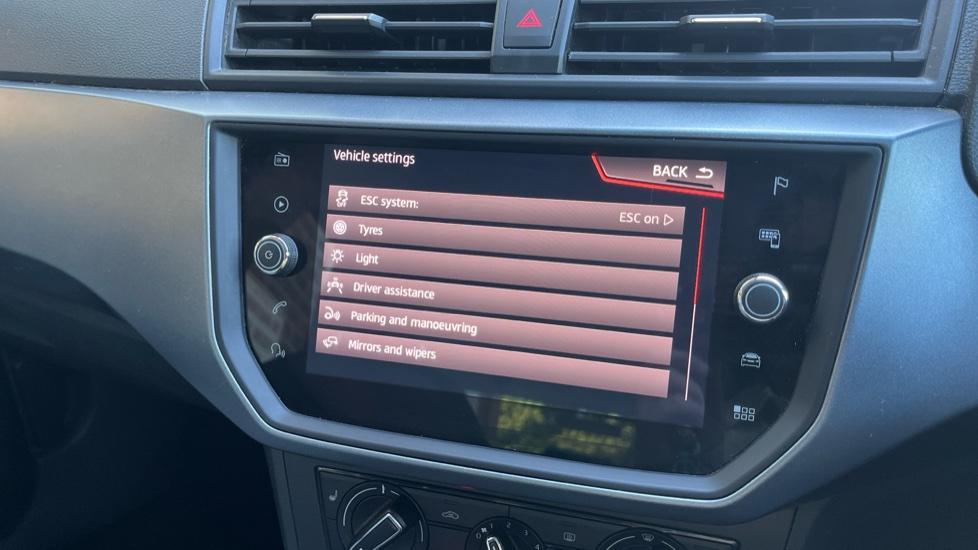 Vehicle settings
BACK
ESC system: ESC on
Tyres
Light
Driver assistance
Parking and manoeuvring
Mirrors and wipers